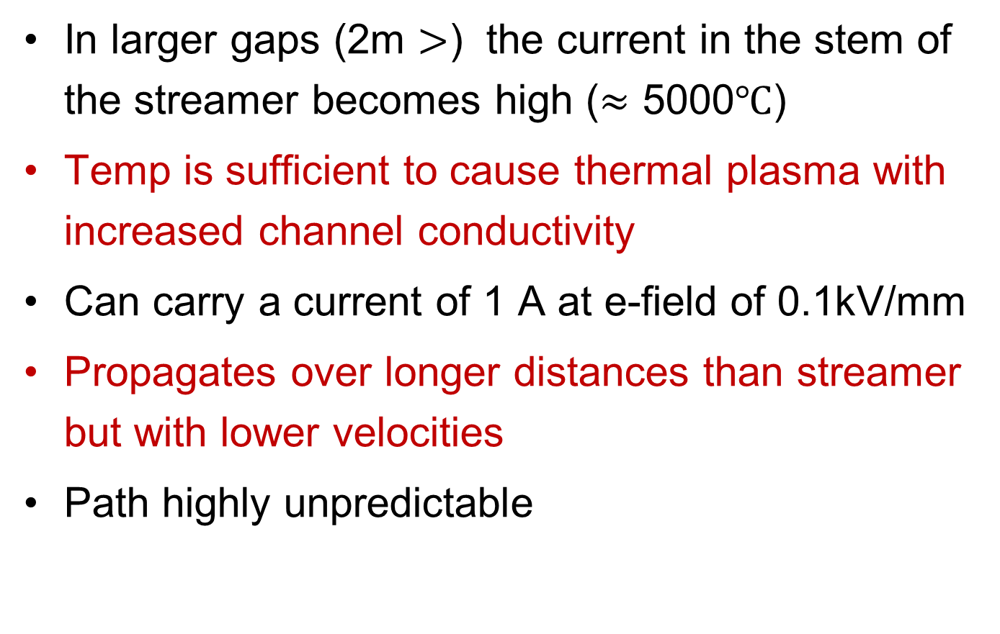 • In larger gaps (2m >) the current in the stem of
the streamer becomes high (≈ 5000℃)
• Temp is sufficient to cause thermal plasma with
increased channel conductivity
• Can carry a current of 1 A at e-field of 0.1kV/mm
• Propagates over longer distances than streamer
but with lower velocities
• Path highly unpredictable